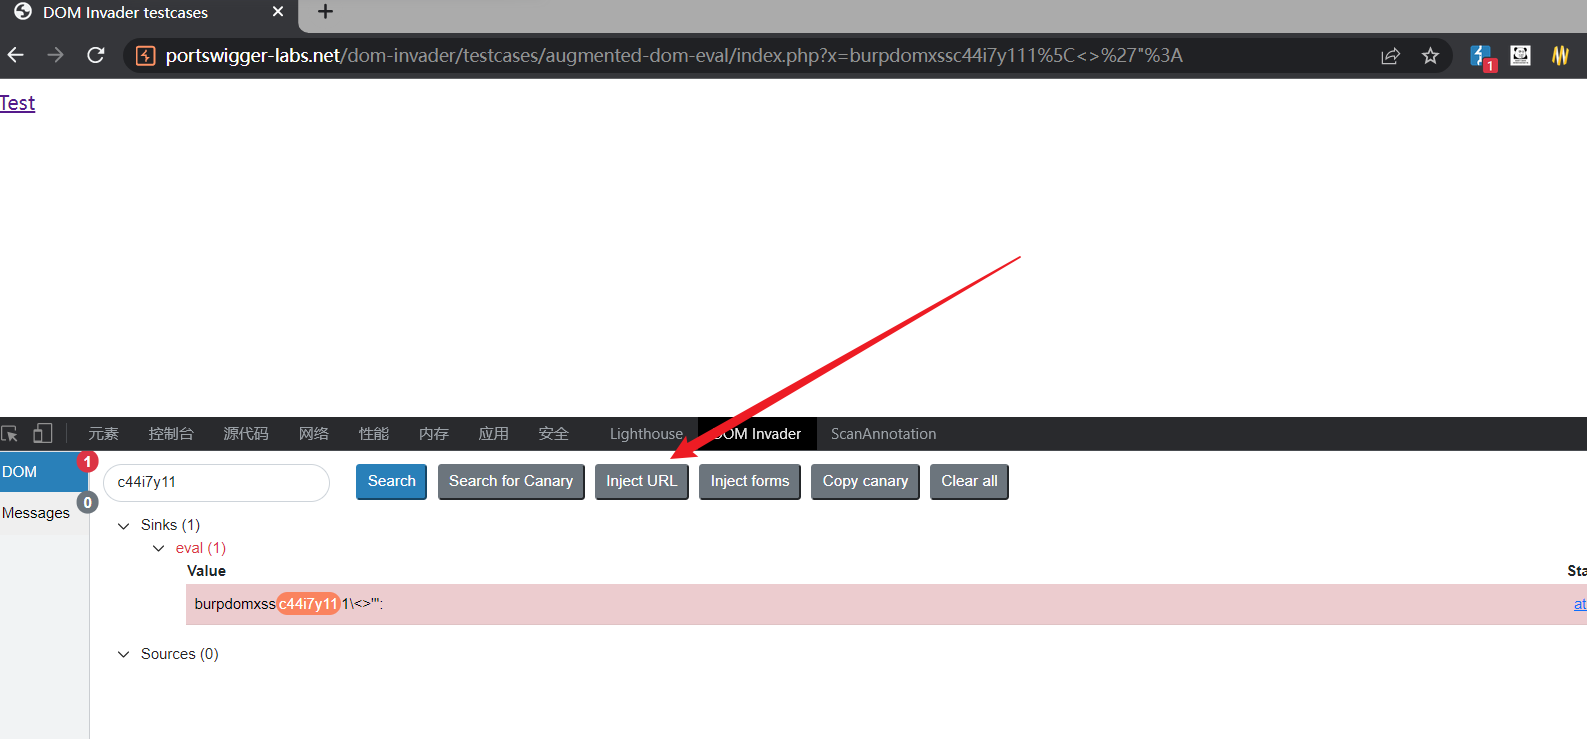 DOM Invader testcases
portswigger-labs.net/dom-invader/testcases/augmented-dom-eval/index.php?x=burpdomxssc44i7y111%5C<>%27"%3A
1
Test
元素 控制台 源代码 网络 性能 内存 应用 安全 Lighthouse DOM Invader ScanAnnotation
DOM 1
c44i7y11 Search Search for Canary Inject URL Inject forms Copy canary Clear all
Messages 0
Sinks (1)
eval (1)
Value Sta
burpdomxssc44i7y111\<>'": at
Sources (0)